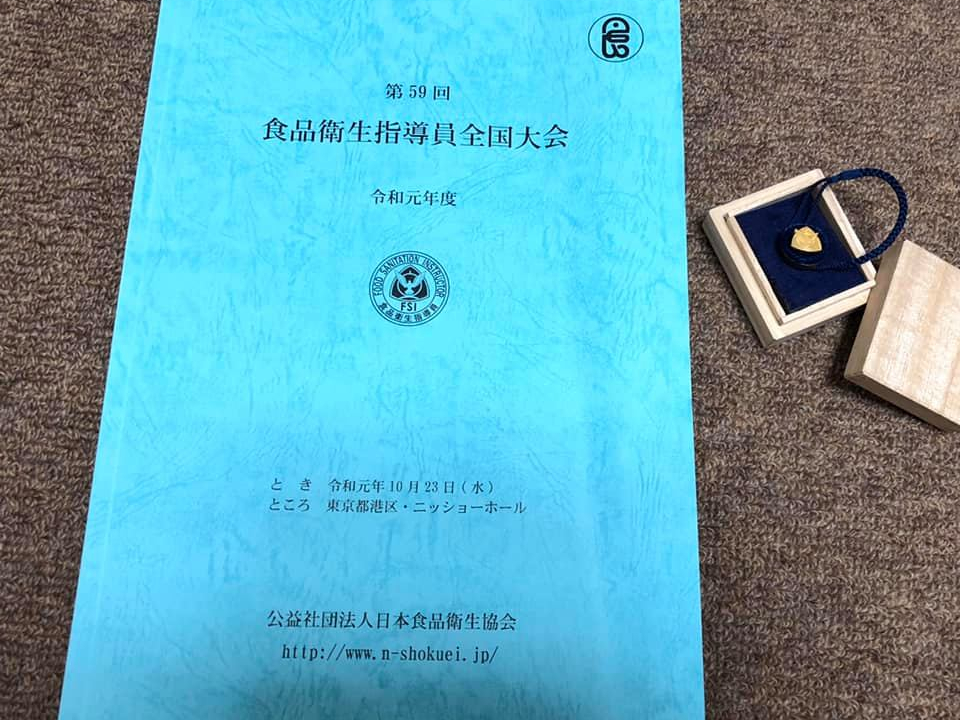 第59回
食品衛生指導員全国大会
令和元年度
FOOD SANITATION INSTRUCTOR
FSI
食品衛生指導員
とき 令和元年10月23日(水)
ところ 東京都港区・ニッショーホール
公益社団法人日本食品衛生協会
http://www.n-shokuei.jp/